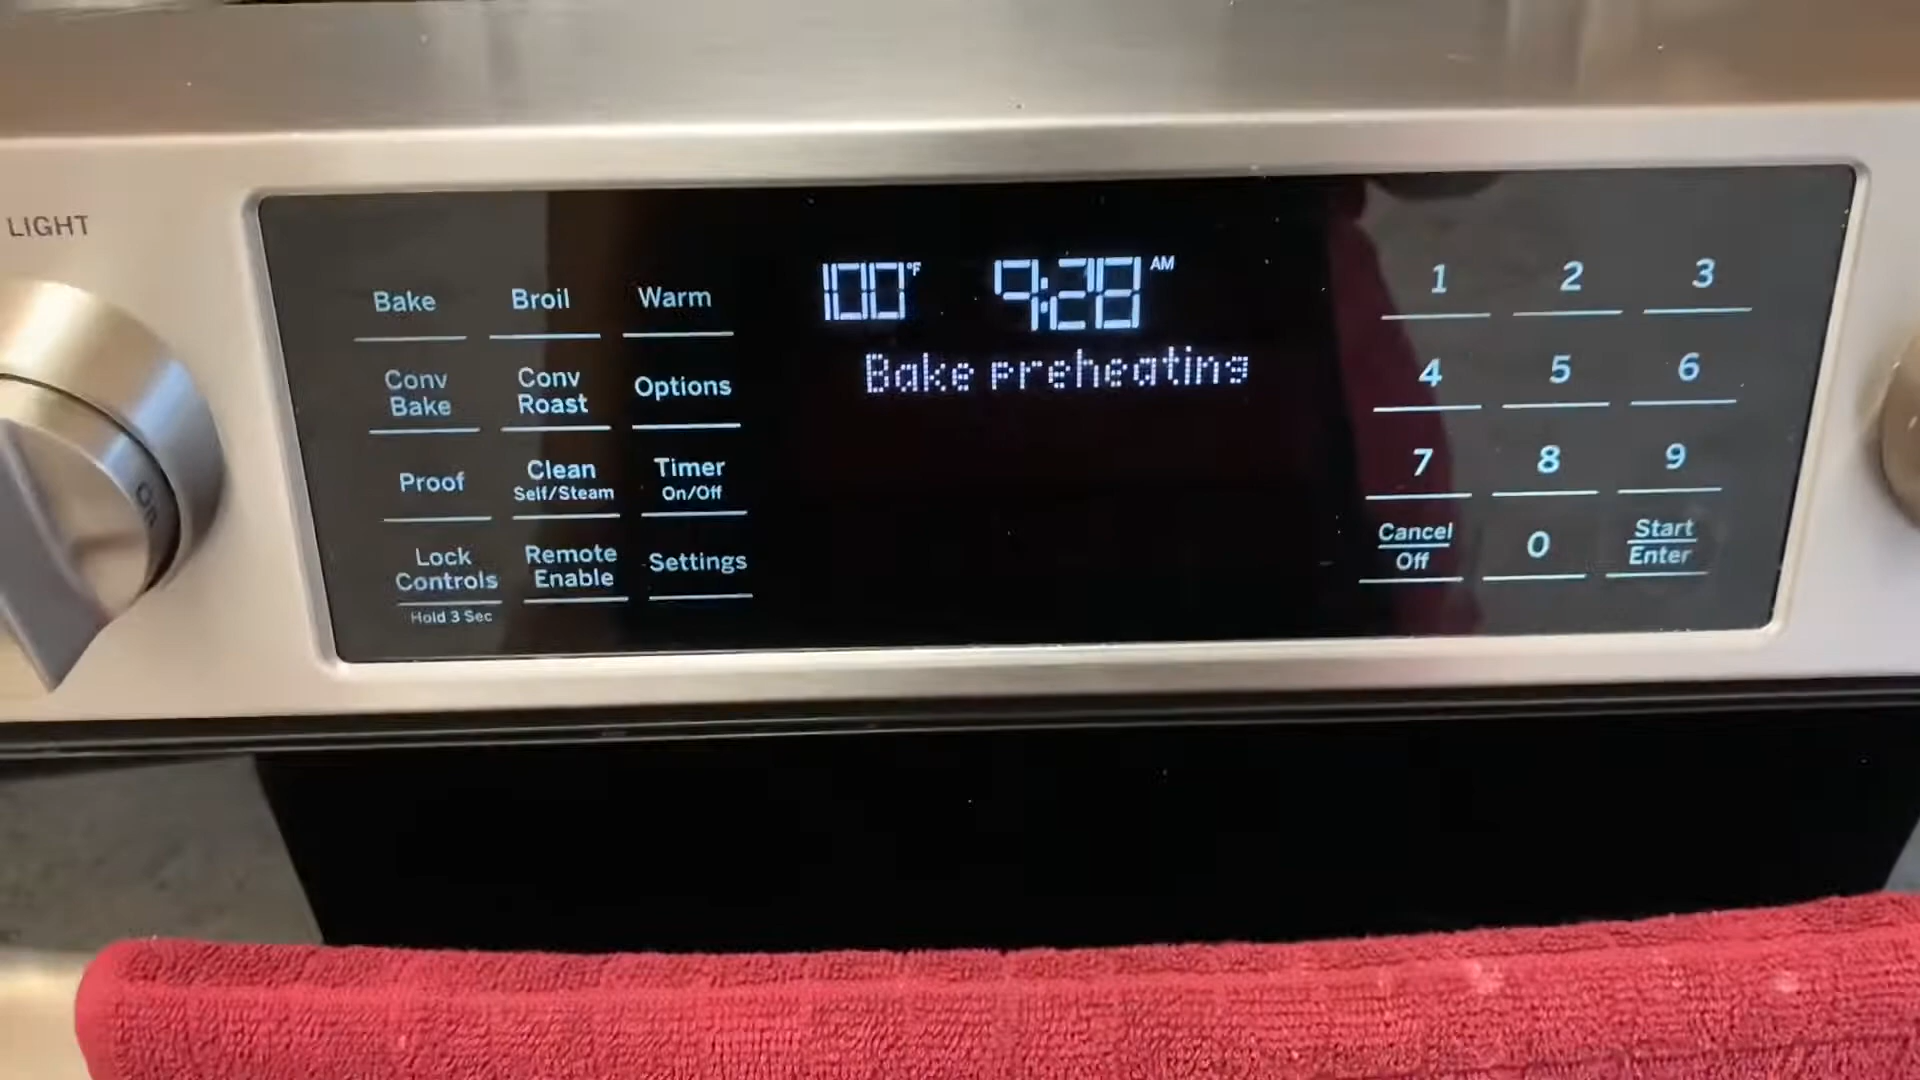 LIGHT
ON
Bake
Broil
Warm
Conv
Bake
Conv
Roast
Options
Proof
Clean
Self/Steam
Timer
On/Off
Lock
Controls
Hold 3 Sec
Remote
Enable
Settings
100°F
9:28 AM
Bake preheating
1 2 3
4 5 6
7 8 9
Cancel
Off
0
Start
Enter